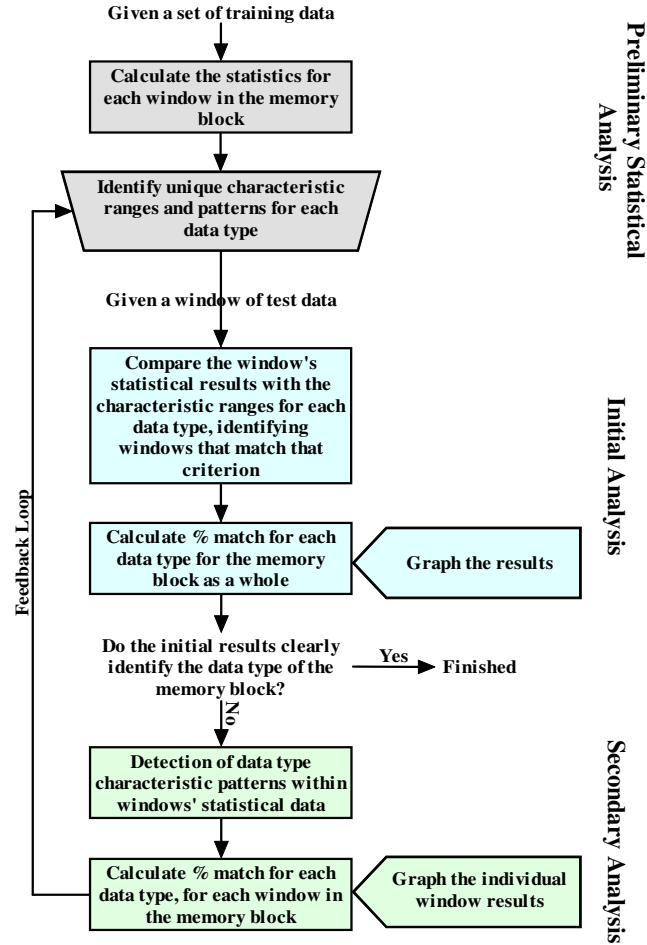 Given a set of training data
Calculate the statistics for
each window in the memory
block
Preliminary Statistical
Analysis
Identify unique characteristic
ranges and patterns for each
data type
Given a window of test data
Compare the window's
statistical results with the
characteristic ranges for each
data type, identifying
windows that match that
criterion
Initial Analysis
Feedback Loop
Calculate % match for each
data type for the memory
block as a whole
Graph the results
Do the initial results clearly
identify the data type of the
memory block?
Yes
Finished
No
Detection of data type
characteristic patterns within
windows' statistical data
Secondary Analysis
Calculate % match for each
data type, for each window in
the memory block
Graph the individual
window results